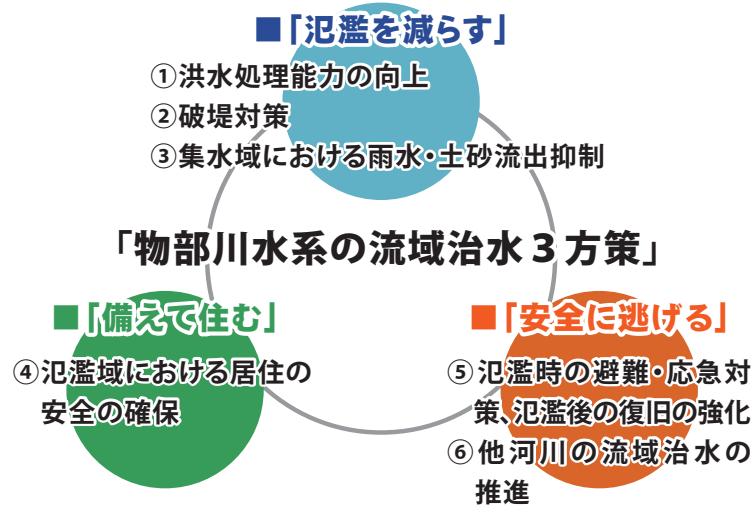 ■「氾濫を減らす」
①洪水処理能力の向上
②破堤対策
③集水域における雨水・土砂流出抑制
「物部川水系の流域治水3方策」
■「備えて住む」
④氾濫域における居住の
安全の確保
■「安全に逃げる」
⑤氾濫時の避難・応急対
策、氾濫後の復旧の強化
⑥他河川の流域治水の
推進